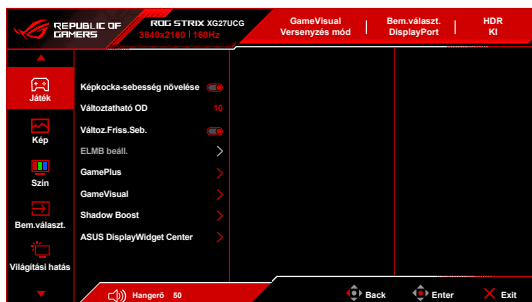 REPUBLIC OF
GAMERS
ROG STRIX XG27UCG
3840x2160 | 160Hz
GameVisual
Versenyzés mód
Bem.választ.
DisplayPort
HDR
KI
Játék
Kép
Szín
Bem.választ.
Világítási hatás
Képkocka-sebesség növelése
Változtatható OD 10
Változ.Friss.Seb.
ELMB beáll.
GamePlus
GameVisual
Shadow Boost
ASUS DisplayWidget Center
Hangerő 50
Back
Enter
Exit